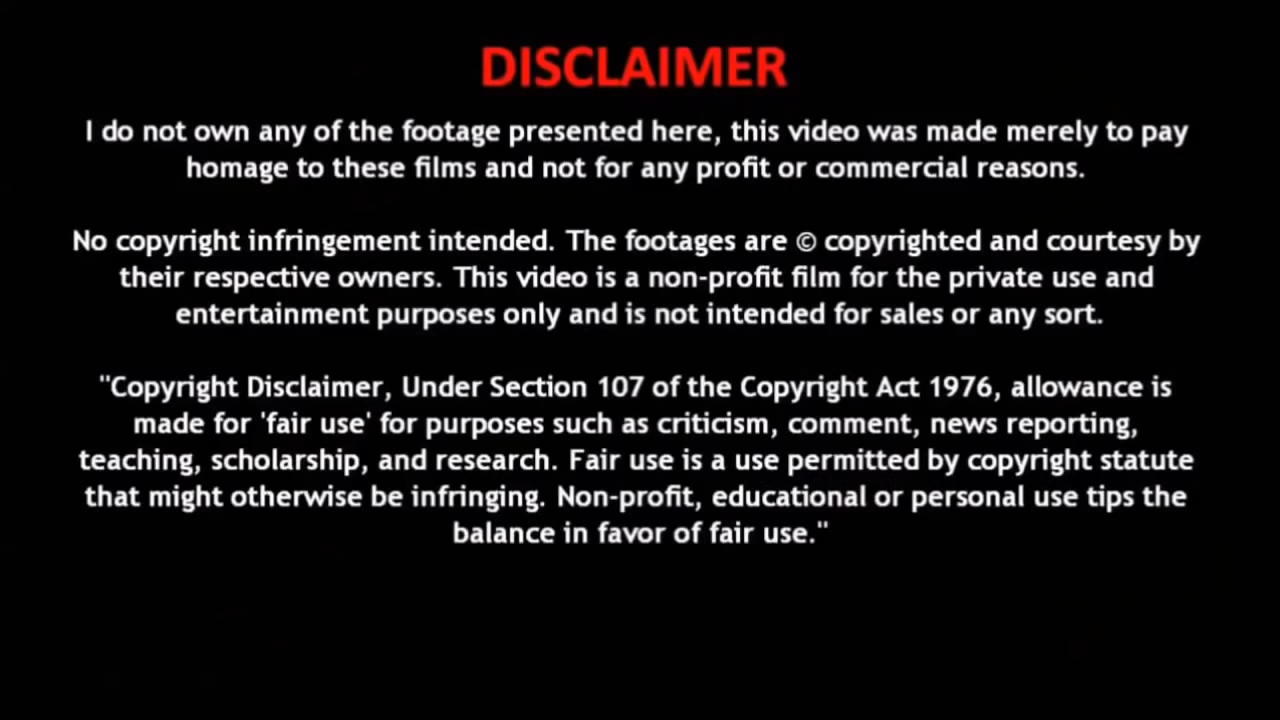 DISCLAIMER
I do not own any of the footage presented here, this video was made merely to pay
homage to these films and not for any profit or commercial reasons.
No copyright infringement intended. The footages are © copyrighted and courtesy by
their respective owners. This video is a non-profit film for the private use and
entertainment purposes only and is not intended for sales or any sort.
"Copyright Disclaimer, Under Section 107 of the Copyright Act 1976, allowance is
made for 'fair use' for purposes such as criticism, comment, news reporting,
teaching, scholarship, and research. Fair use is a use permitted by copyright statute
that might otherwise be infringing. Non-profit, educational or personal use tips the
balance in favor of fair use."